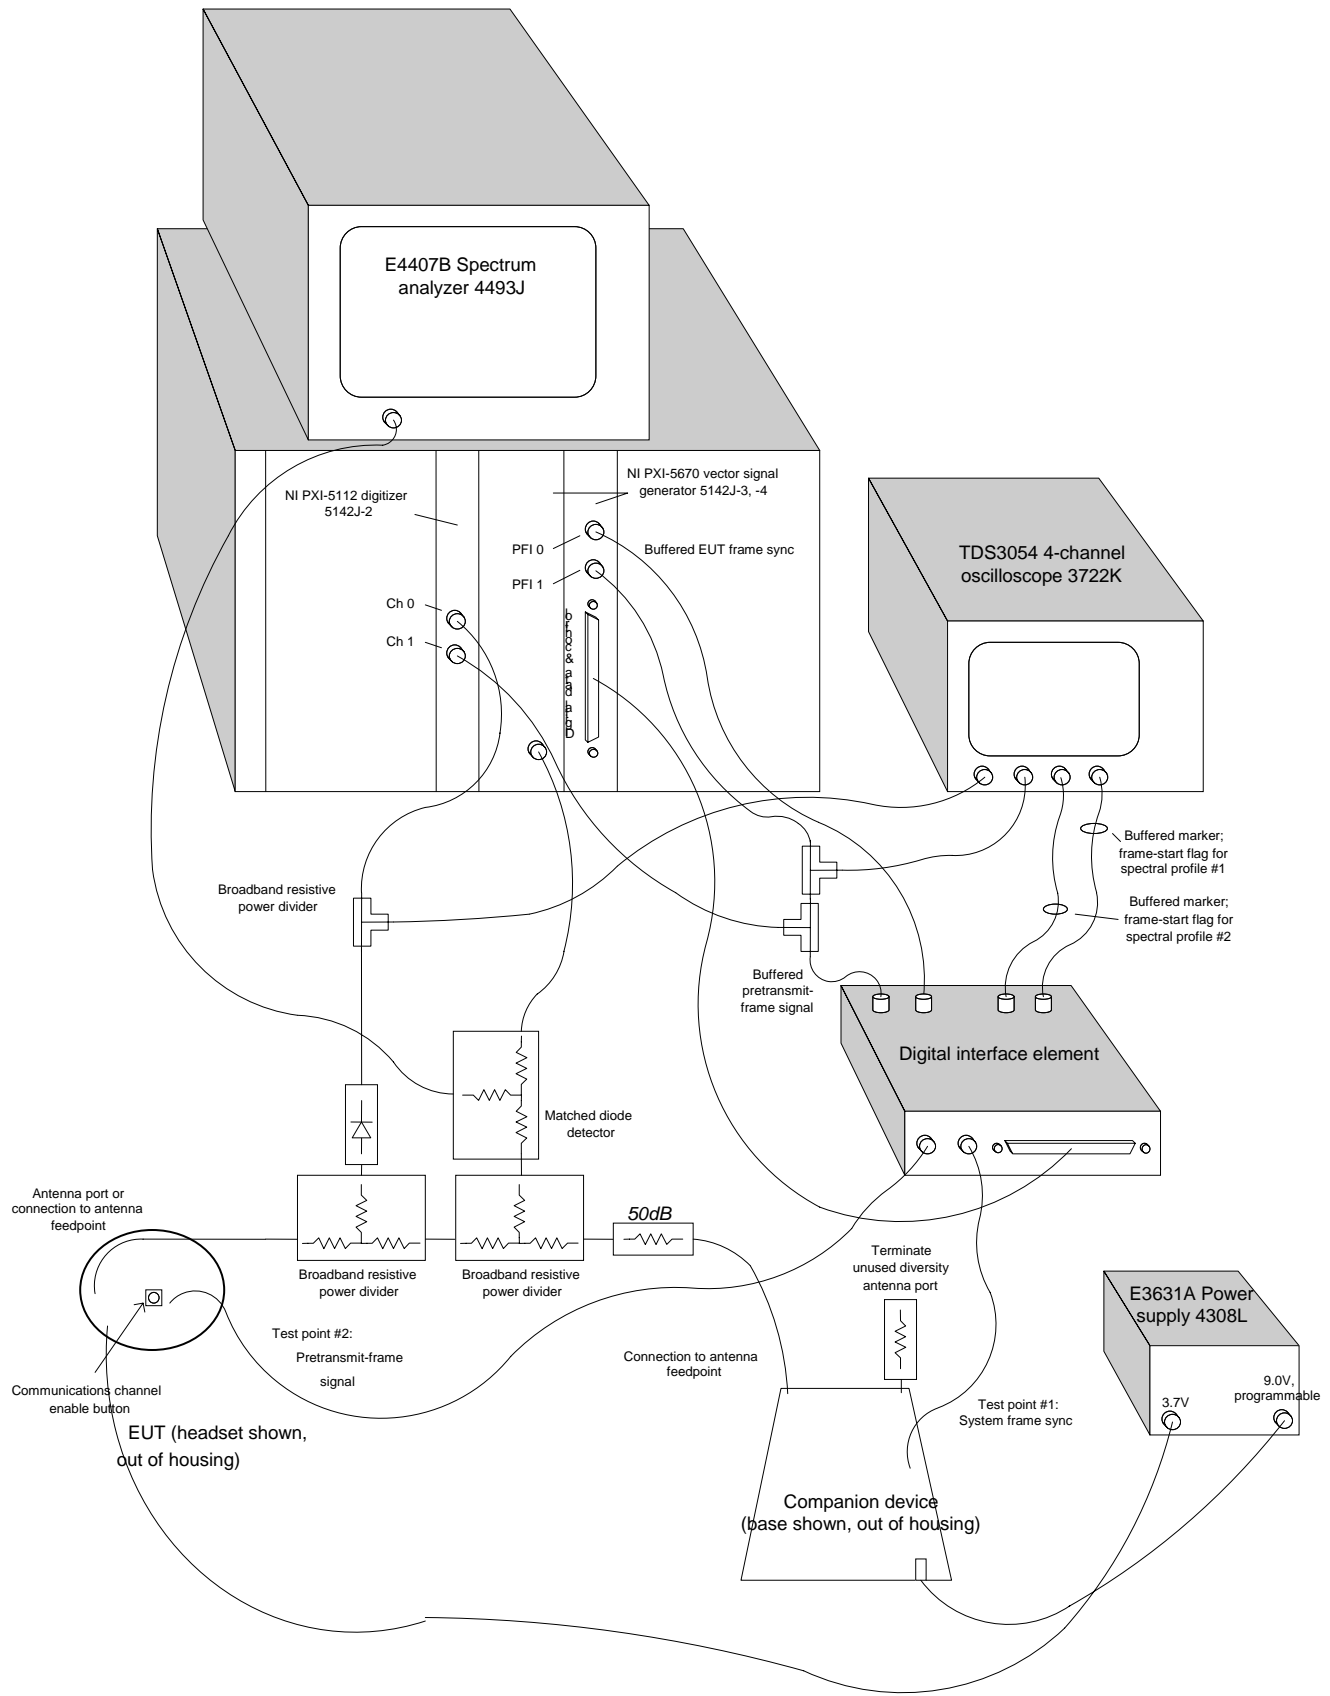 E4407B Spectrum
analyzer 4493J
NI PXI-5112 digitizer
5142J-2
NI PXI-5670 vector signal
generator 5142J-3, -4
PFI 0
Buffered EUT frame sync
PFI 1
Ch 0
Ch 1
Digital data & control
TDS3054 4-channel
oscilloscope 3722K
Buffered marker;
frame-start flag for
spectral profile #1
Buffered marker;
frame-start flag for
spectral profile #2
Broadband resistive
power divider
Buffered
pretransmit-
frame signal
Digital interface element
Matched diode
detector
Antenna port or
connection to antenna
feedpoint
50dB
Broadband resistive
power divider
Broadband resistive
power divider
Terminate
unused diversity
antenna port
E3631A Power
supply 4308L
Test point #2:
Pretransmit-frame
signal
Connection to antenna
feedpoint
Communications channel
enable button
9.0V,
programmable
3.7V
Test point #1:
System frame sync
EUT (headset shown,
out of housing)
Companion device
(base shown, out of housing)